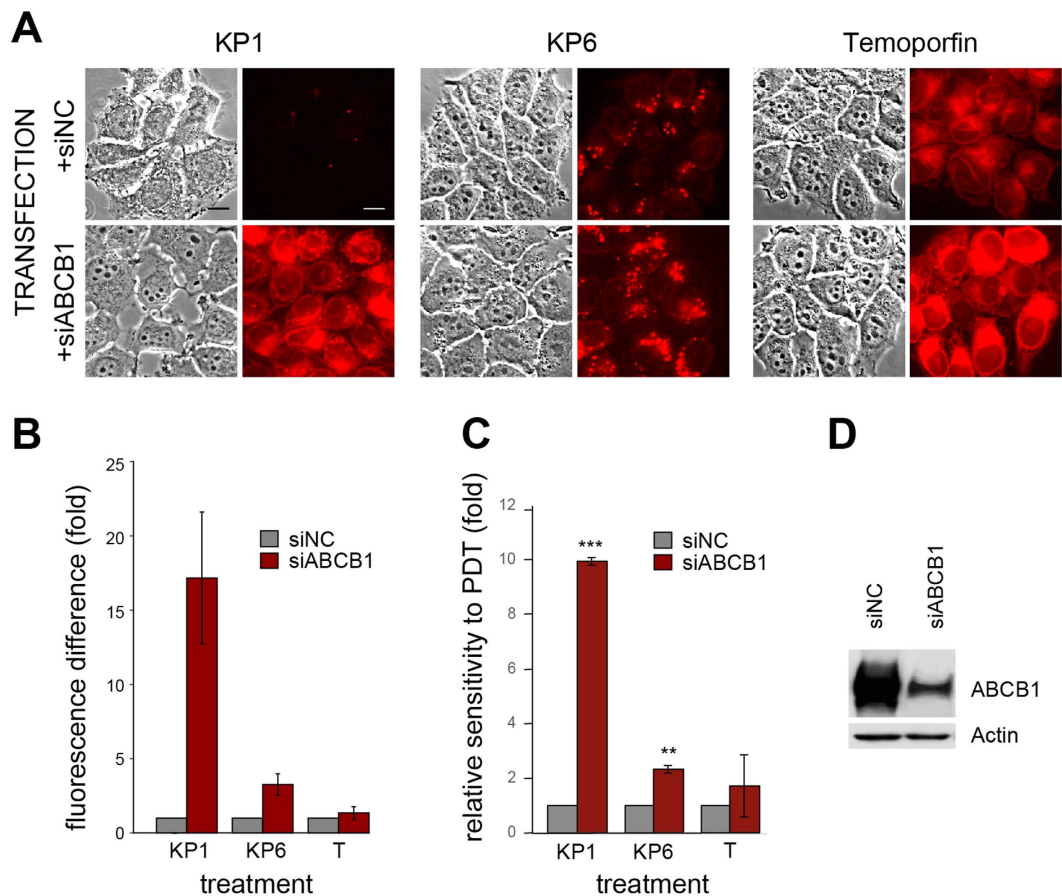 A
KP1
KP6
Temoporfin
TRANSFECTION
+siNC
+siABCB1
B
fluorescence difference (fold)
25
20
15
10
5
0
siNC
siABCB1
KP1
KP6
T
treatment
C
relative sensitivity to PDT (fold)
12
10
8
6
4
2
0
***
**
siNC
siABCB1
KP1
KP6
T
treatment
D
siNC
siABCB1
ABCB1
Actin